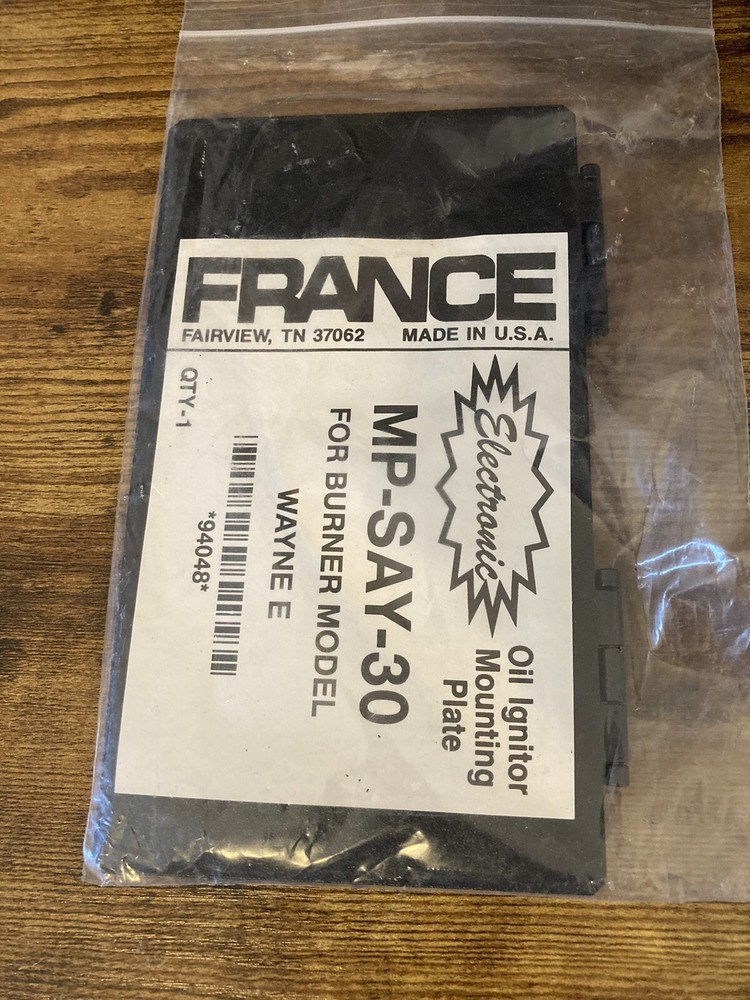 FRANCE
FAIRVIEW, TN 37062 MADE IN U.S.A.
Electronic
Oil Ignitor
Mounting
Plate
MP-SAY-30
FOR BURNER MODEL
WAYNE E
*94048*
QTY-1